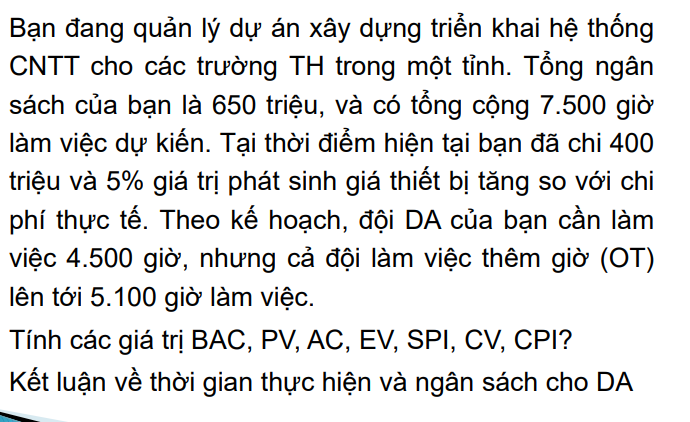 Bạn đang quản lý dự án xây dựng triển khai hệ thống
CNTT cho các trường TH trong một tỉnh. Tổng ngân
sách của bạn là 650 triệu, và có tổng cộng 7.500 giờ
làm việc dự kiến. Tại thời điểm hiện tại bạn đã chi 400
triệu và 5% giá trị phát sinh giá thiết bị tăng so với chi
phí thực tế. Theo kế hoạch, đội DA của bạn cần làm
việc 4.500 giờ, nhưng cả đội làm việc thêm giờ (OT)
lên tới 5.100 giờ làm việc.
Tính các giá trị BAC, PV, AC, EV, SPI, CV, CPI?
Kết luận về thời gian thực hiện và ngân sách cho DA